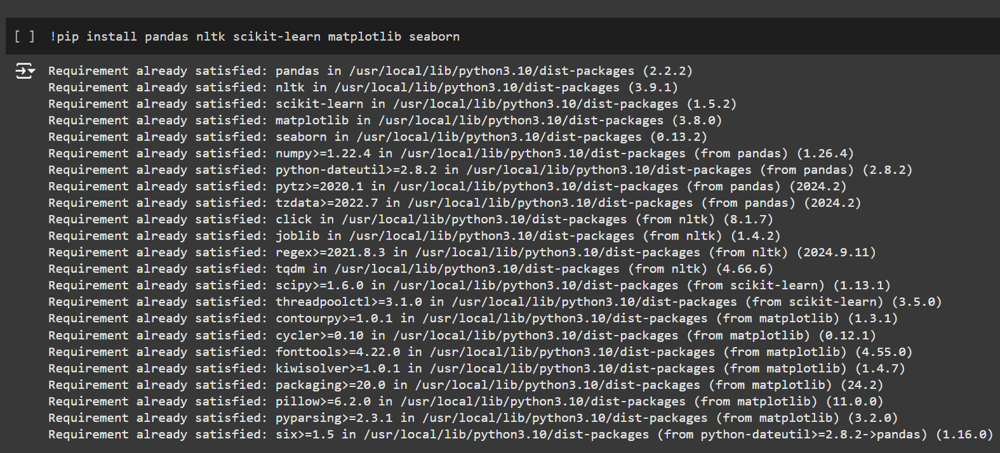 [ ] !pip install pandas nltk scikit-learn matplotlib seaborn
Requirement already satisfied: pandas in /usr/local/lib/python3.10/dist-packages (2.2.2)
Requirement already satisfied: nltk in /usr/local/lib/python3.10/dist-packages (3.9.1)
Requirement already satisfied: scikit-learn in /usr/local/lib/python3.10/dist-packages (1.5.2)
Requirement already satisfied: matplotlib in /usr/local/lib/python3.10/dist-packages (3.8.0)
Requirement already satisfied: seaborn in /usr/local/lib/python3.10/dist-packages (0.13.2)
Requirement already satisfied: numpy>=1.22.4 in /usr/local/lib/python3.10/dist-packages (from pandas) (1.26.4)
Requirement already satisfied: python-dateutil>=2.8.2 in /usr/local/lib/python3.10/dist-packages (from pandas) (2.8.2)
Requirement already satisfied: pytz>=2020.1 in /usr/local/lib/python3.10/dist-packages (from pandas) (2024.2)
Requirement already satisfied: tzdata>=2022.7 in /usr/local/lib/python3.10/dist-packages (from pandas) (2024.2)
Requirement already satisfied: click in /usr/local/lib/python3.10/dist-packages (from nltk) (8.1.7)
Requirement already satisfied: joblib in /usr/local/lib/python3.10/dist-packages (from nltk) (1.4.2)
Requirement already satisfied: regex>=2021.8.3 in /usr/local/lib/python3.10/dist-packages (from nltk) (2024.9.11)
Requirement already satisfied: tqdm in /usr/local/lib/python3.10/dist-packages (from nltk) (4.66.6)
Requirement already satisfied: scipy>=1.6.0 in /usr/local/lib/python3.10/dist-packages (from scikit-learn) (1.13.1)
Requirement already satisfied: threadpoolctl>=3.1.0 in /usr/local/lib/python3.10/dist-packages (from scikit-learn) (3.5.0)
Requirement already satisfied: contourpy>=1.0.1 in /usr/local/lib/python3.10/dist-packages (from matplotlib) (1.3.1)
Requirement already satisfied: cycler>=0.10 in /usr/local/lib/python3.10/dist-packages (from matplotlib) (0.12.1)
Requirement already satisfied: fonttools>=4.22.0 in /usr/local/lib/python3.10/dist-packages (from matplotlib) (4.55.0)
Requirement already satisfied: kiwisolver>=1.0.1 in /usr/local/lib/python3.10/dist-packages (from matplotlib) (1.4.7)
Requirement already satisfied: packaging>=20.0 in /usr/local/lib/python3.10/dist-packages (from matplotlib) (24.2)
Requirement already satisfied: pillow>=6.2.0 in /usr/local/lib/python3.10/dist-packages (from matplotlib) (11.0.0)
Requirement already satisfied: pyparsing>=2.3.1 in /usr/local/lib/python3.10/dist-packages (from matplotlib) (3.2.0)
Requirement already satisfied: six>=1.5 in /usr/local/lib/python3.10/dist-packages (from python-dateutil>=2.8.2->pandas) (1.16.0)